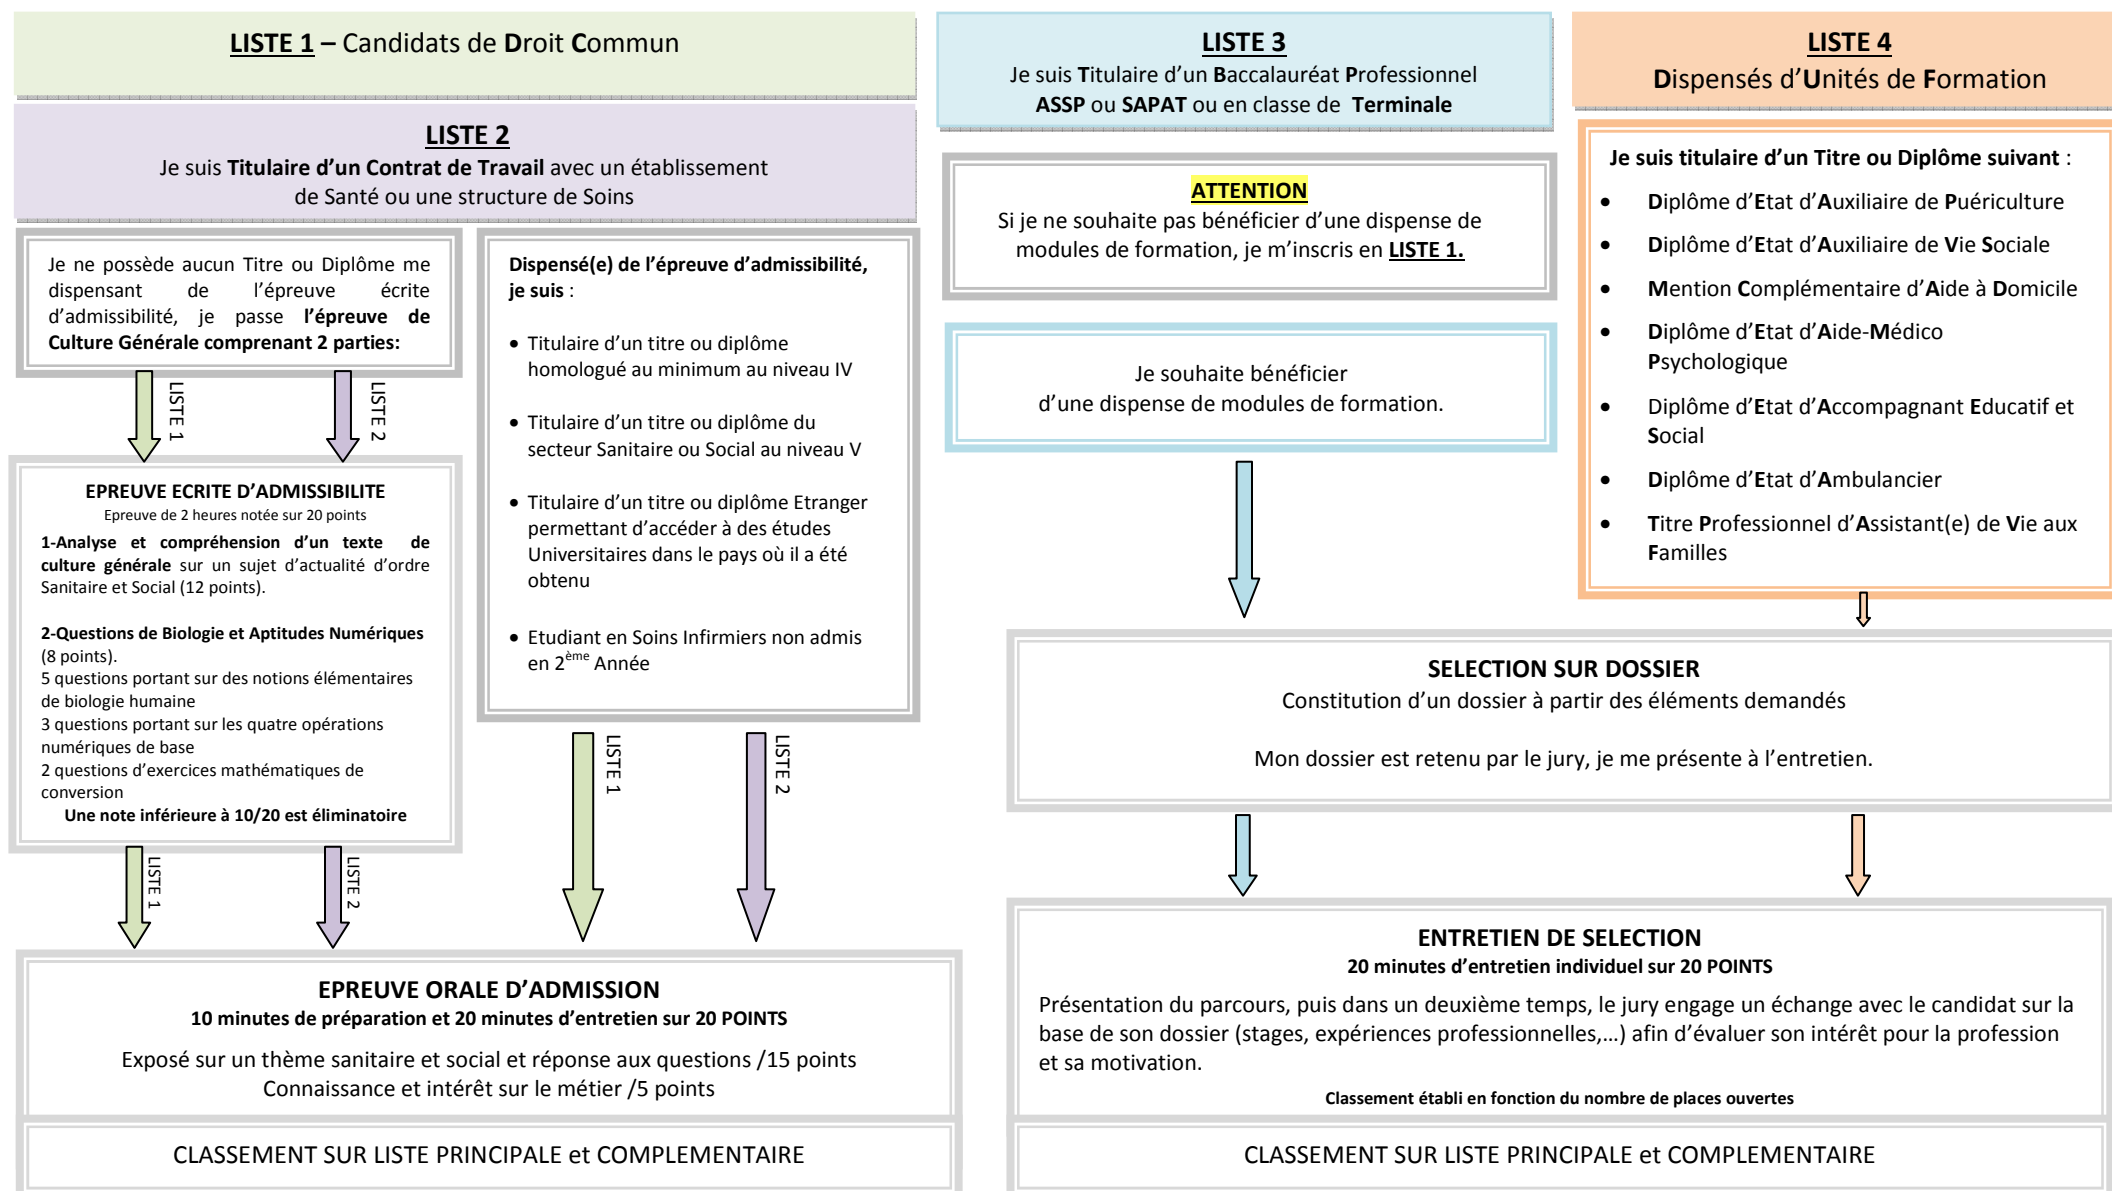 LISTE 1 – Candidats de Droit Commun
LISTE 2
Je suis Titulaire d'un Contrat de Travail avec un établissement
de Santé ou une structure de Soins
Je ne possède aucun Titre ou Diplôme me
dispensant de l'épreuve écrite
d'admissibilité, je passe l'épreuve de
Culture Générale comprenant 2 parties:
LISTE 1
LISTE 2
EPREUVE ECRITE D'ADMISSIBILITE
Epreuve de 2 heures notée sur 20 points
1-Analyse et compréhension d'un texte de
culture générale sur un sujet d'actualité d'ordre
Sanitaire et Social (12 points).
2-Questions de Biologie et Aptitudes Numériques
(8 points).
5 questions portant sur des notions élémentaires
de biologie humaine
3 questions portant sur les quatre opérations
numériques de base
2 questions d'exercices mathématiques de
conversion
Une note inférieure à 10/20 est éliminatoire
LISTE 1
LISTE 2
Dispensé(e) de l'épreuve d'admissibilité,
je suis :
• Titulaire d'un titre ou diplôme
homologué au minimum au niveau IV
• Titulaire d'un titre ou diplôme du
secteur Sanitaire ou Social au niveau V
• Titulaire d'un titre ou diplôme Etranger
permettant d'accéder à des études
Universitaires dans le pays où il a été
obtenu
• Etudiant en Soins Infirmiers non admis
en 2ème Année
LISTE 1
LISTE 2
EPREUVE ORALE D'ADMISSION
10 minutes de préparation et 20 minutes d'entretien sur 20 POINTS
Exposé sur un thème sanitaire et social et réponse aux questions /15 points
Connaissance et intérêt sur le métier /5 points
CLASSEMENT SUR LISTE PRINCIPALE et COMPLEMENTAIRE
LISTE 3
Je suis Titulaire d'un Baccalauréat Professionnel
ASSP ou SAPAT ou en classe de Terminale
ATTENTION
Si je ne souhaite pas bénéficier d'une dispense de
modules de formation, je m'inscris en LISTE 1.
Je souhaite bénéficier
d'une dispense de modules de formation.
LISTE 4
Dispensés d'Unités de Formation
Je suis titulaire d'un Titre ou Diplôme suivant :
• Diplôme d'Etat d'Auxiliaire de Puériculture
• Diplôme d'Etat d'Auxiliaire de Vie Sociale
• Mention Complémentaire d'Aide à Domicile
• Diplôme d'Etat d'Aide-Médico
Psychologique
• Diplôme d'Etat d'Accompagnant Educatif et
Social
• Diplôme d'Etat d'Ambulancier
• Titre Professionnel d'Assistant(e) de Vie aux
Familles
SELECTION SUR DOSSIER
Constitution d'un dossier à partir des éléments demandés
Mon dossier est retenu par le jury, je me présente à l'entretien.
ENTRETIEN DE SELECTION
20 minutes d'entretien individuel sur 20 POINTS
Présentation du parcours, puis dans un deuxième temps, le jury engage un échange avec le candidat sur la
base de son dossier (stages, expériences professionnelles,…) afin d'évaluer son intérêt pour la profession
et sa motivation.
Classement établi en fonction du nombre de places ouvertes
CLASSEMENT SUR LISTE PRINCIPALE et COMPLEMENTAIRE